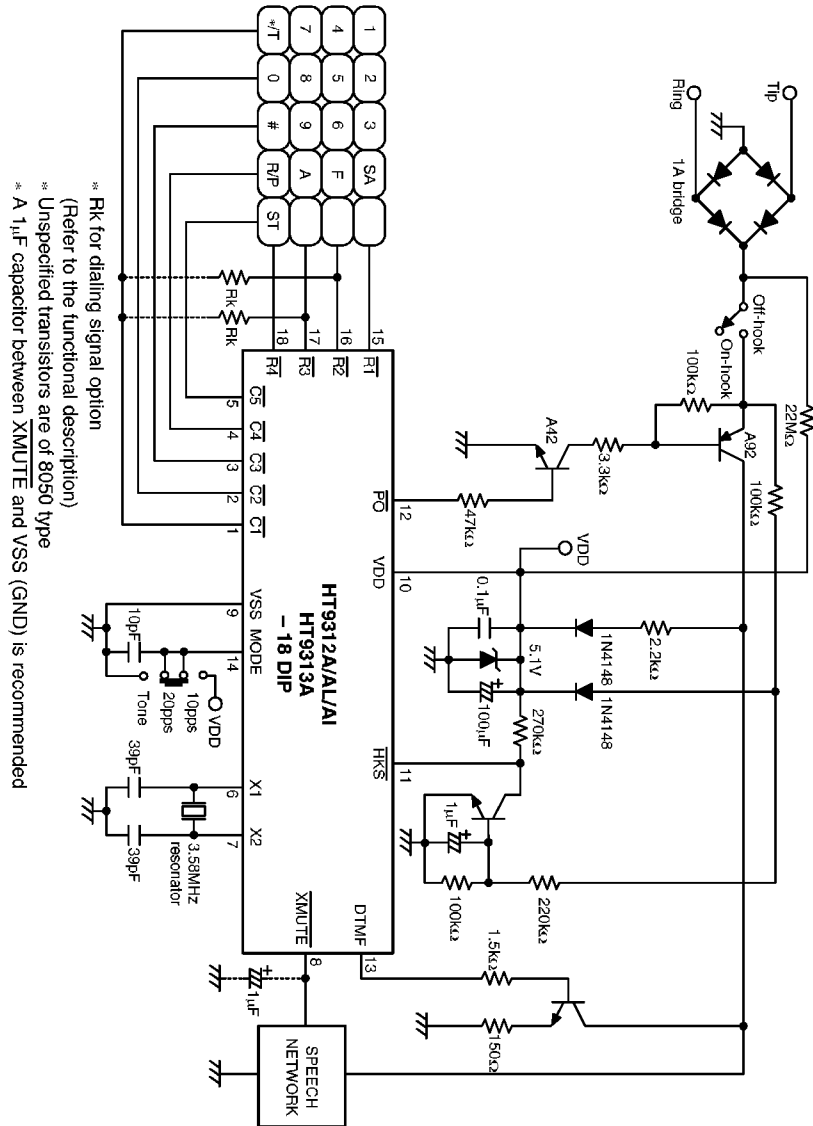 Tip
Ring
1A bridge
Off-hook
On-hook
22MΩ
100kΩ
A92
100kΩ
3.3kΩ
A42
47kΩ
VDD
2.2kΩ
1N4148
1N4148
0.1μF
5.1V
100μF
270kΩ
1μF
+
+
220kΩ
100kΩ
1.5kΩ
150Ω
1 2 3 SA
4 5 6 F
7 8 9 A
*/T 0 # R/P ST
Rk
Rk
15 16 17 18
R1 R2 R3 R4
12 10 11 13
PO VDD HKS DTMF
HT9312A/AL/AI
HT9313A
– 18 DIP
C5 C4 C3 C2 C1 VSS MODE X1 X2 XMUTE
5 4 3 2 1 9 14 6 7 8
10pF
VDD
10pps
20pps
Tone
39pF
39pF
3.58MHz
resonator
+
1μF
SPEECH
NETWORK
* Rk for dialing signal option
(Refer to the functional description)
* Unspecified transistors are of 8050 type
* A 1μF capacitor between XMUTE and VSS (GND) is recommended